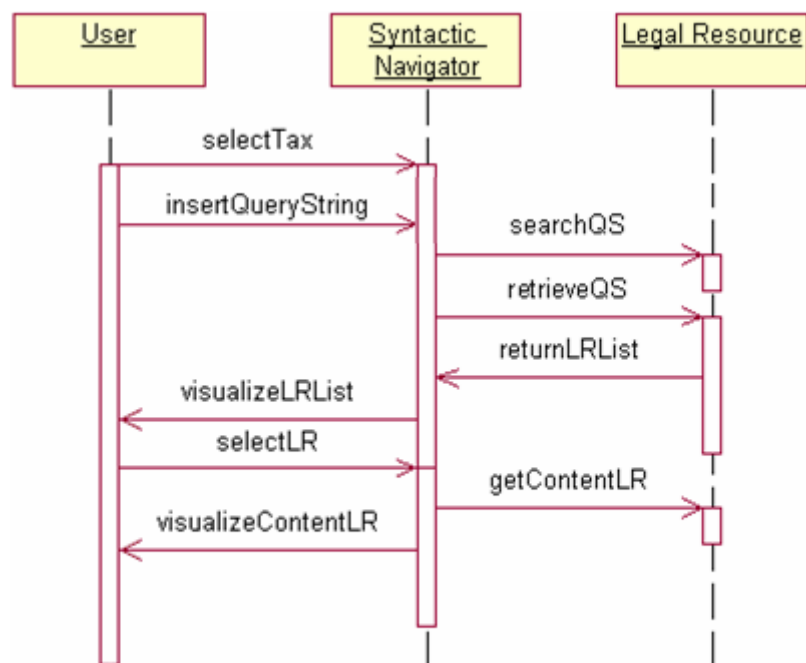 User
Syntactic
Navigator
Legal Resource
selectTax
insertQueryString
searchQS
retrieveQS
returnLRList
visualizeLRList
selectLR
getContentLR
visualizeContentLR